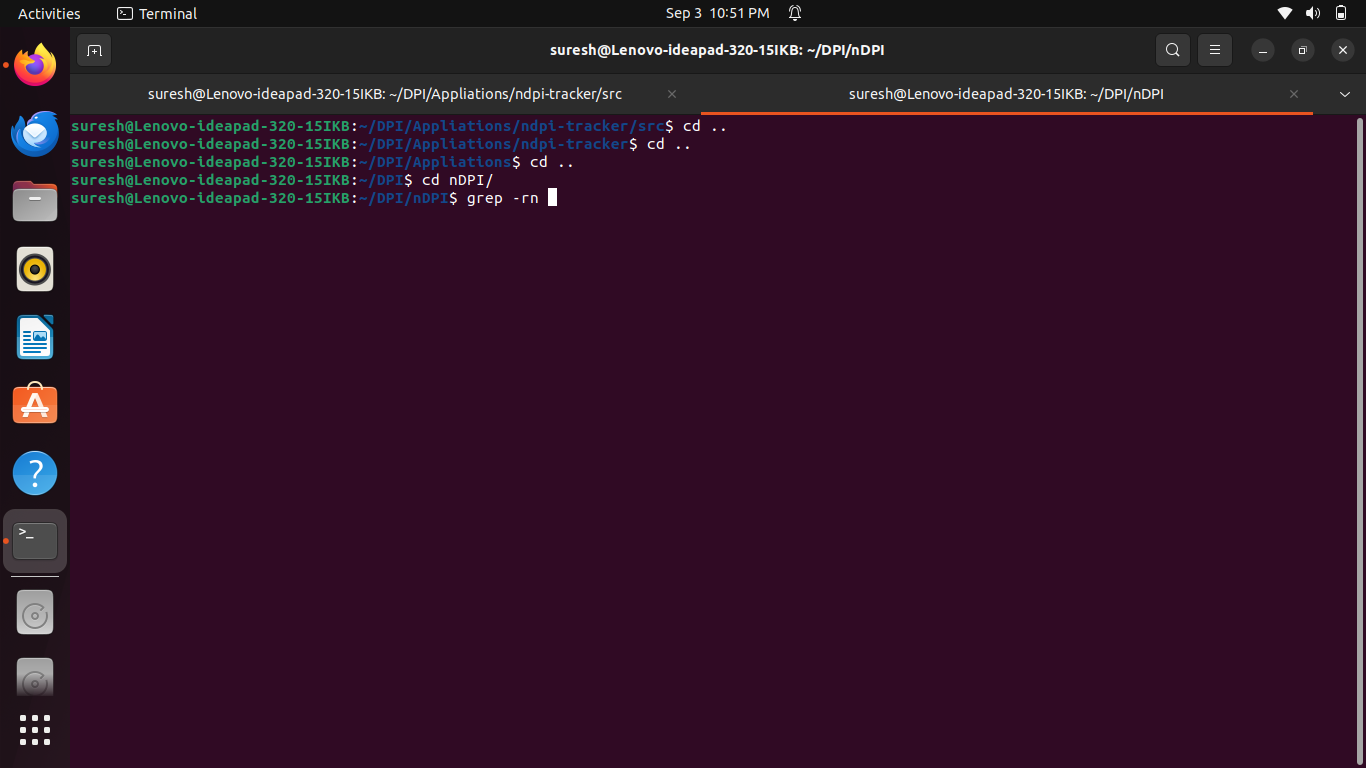 Activities
Terminal
Sep 3 10:51 PM
suresh@Lenovo-ideapad-320-15IKB: ~/DPI/nDPI
suresh@Lenovo-ideapad-320-15IKB: ~/DPI/Appliations/ndpi-tracker/src
suresh@Lenovo-ideapad-320-15IKB: ~/DPI/nDPI
suresh@Lenovo-ideapad-320-15IKB:~/DPI/Appliations/ndpi-tracker/src$ cd ..
suresh@Lenovo-ideapad-320-15IKB:~/DPI/Appliations/ndpi-tracker$ cd ..
suresh@Lenovo-ideapad-320-15IKB:~/DPI/Appliations$ cd ..
suresh@Lenovo-ideapad-320-15IKB:~/DPI$ cd nDPI/
suresh@Lenovo-ideapad-320-15IKB:~/DPI/nDPI$ grep -rn